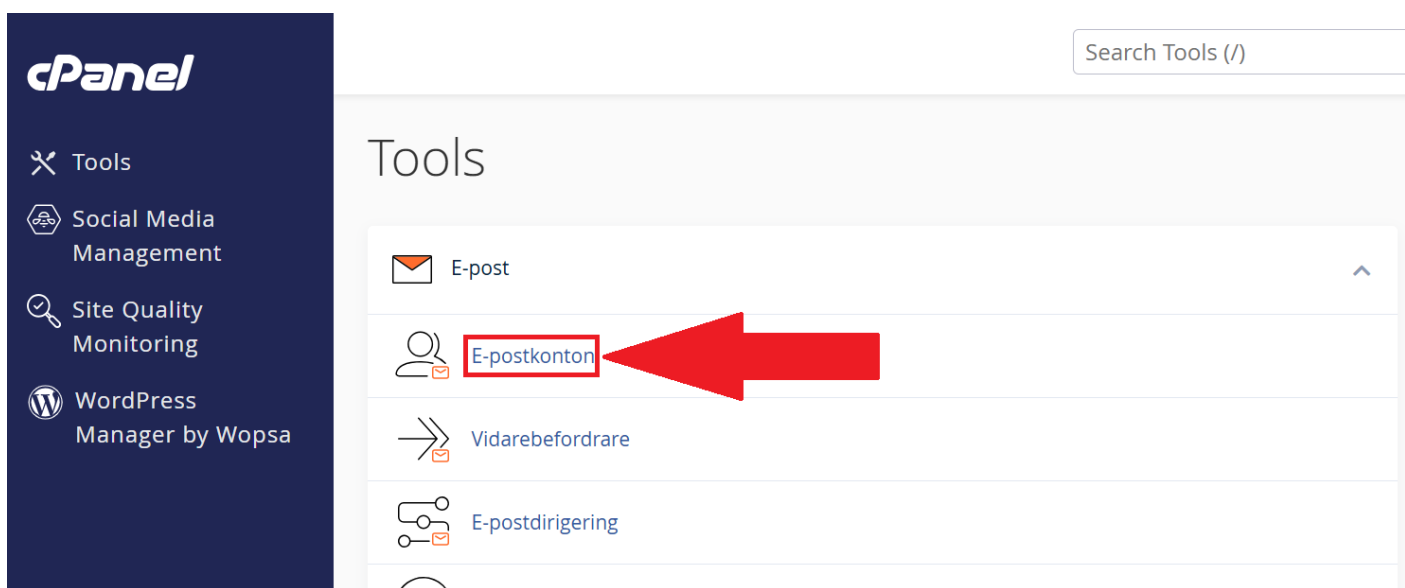 cPanel
Search Tools (/)
Tools
Social Media
Management
Site Quality
Monitoring
WordPress
Manager by Wopsa
Tools
E-post
E-postkonton
Vidarebefordrare
E-postdirigering